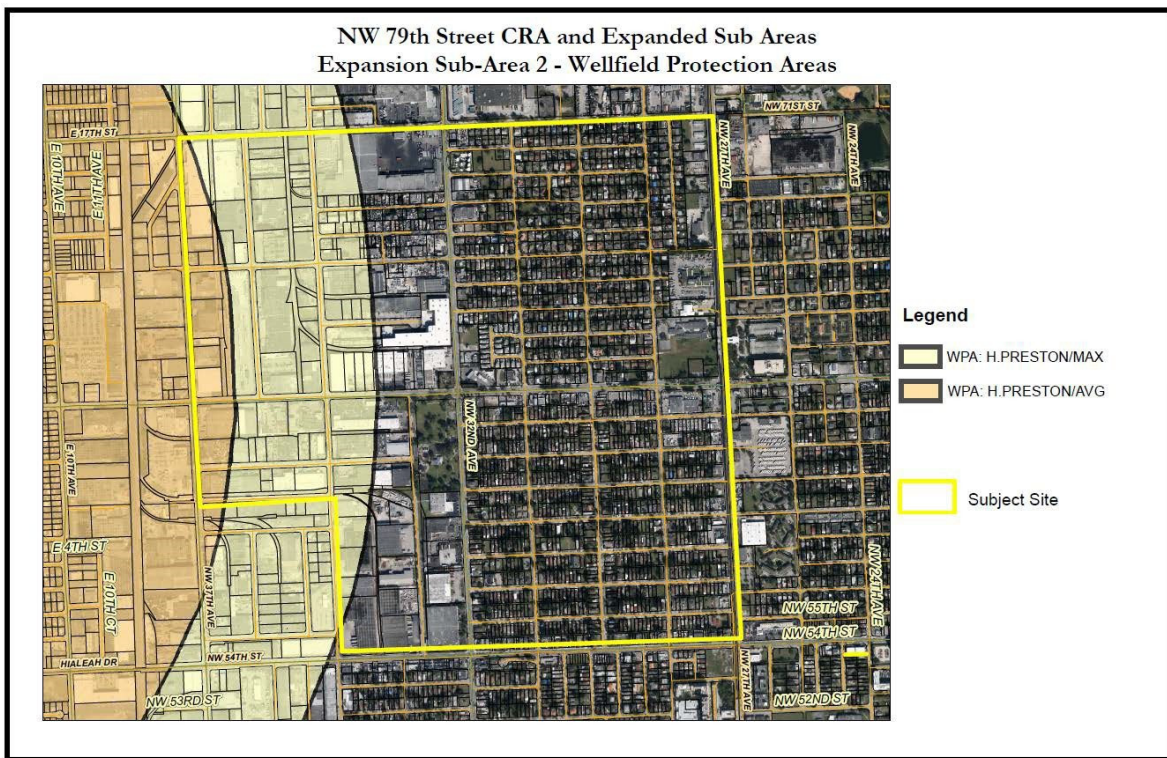 NW 79th Street CRA and Expanded Sub Areas
Expansion Sub-Area 2 - Wellfield Protection Areas
NW 71ST ST
E 17TH ST
E 10TH AVE
E 11TH AVE
NW 27TH AVE
NW 24TH AVE
Legend
WPA: H.PRESTON/MAX
WPA: H.PRESTON/AVG
NW 32ND AVE
E 10TH AVE
Subject Site
E 4TH ST
E 10TH CT
NW 37TH AVE
NW 24TH AVE
NW 55TH ST
NW 54TH ST
HIALEAH DR
NW 54TH ST
NW 27TH AVE
NW 53RD ST
NW 52ND ST